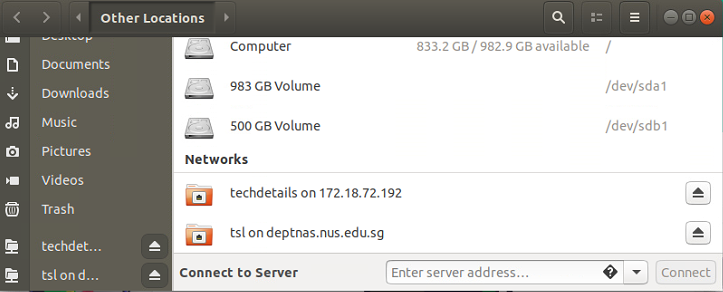 Other Locations
Desktop
Documents
Downloads
Music
Pictures
Videos
Trash
techdet...
tsl on d...
Computer 833.2 GB / 982.9 GB available /
983 GB Volume /dev/sda1
500 GB Volume /dev/sdb1
Networks
techdetails on 172.18.72.192
tsl on deptnas.nus.edu.sg
Connect to Server Enter server address... Connect